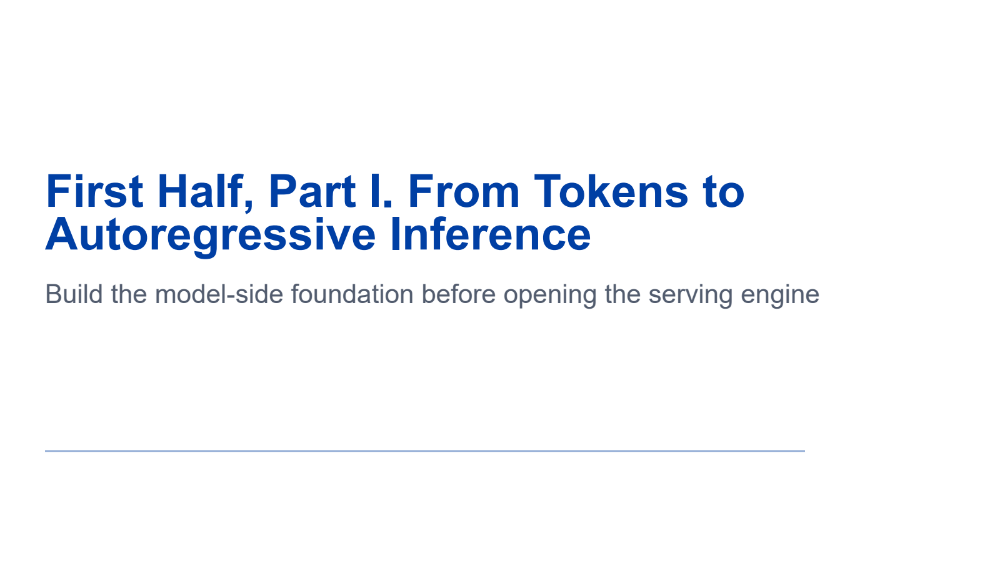 First Half, Part I. From Tokens to
Autoregressive Inference
Build the model-side foundation before opening the serving engine